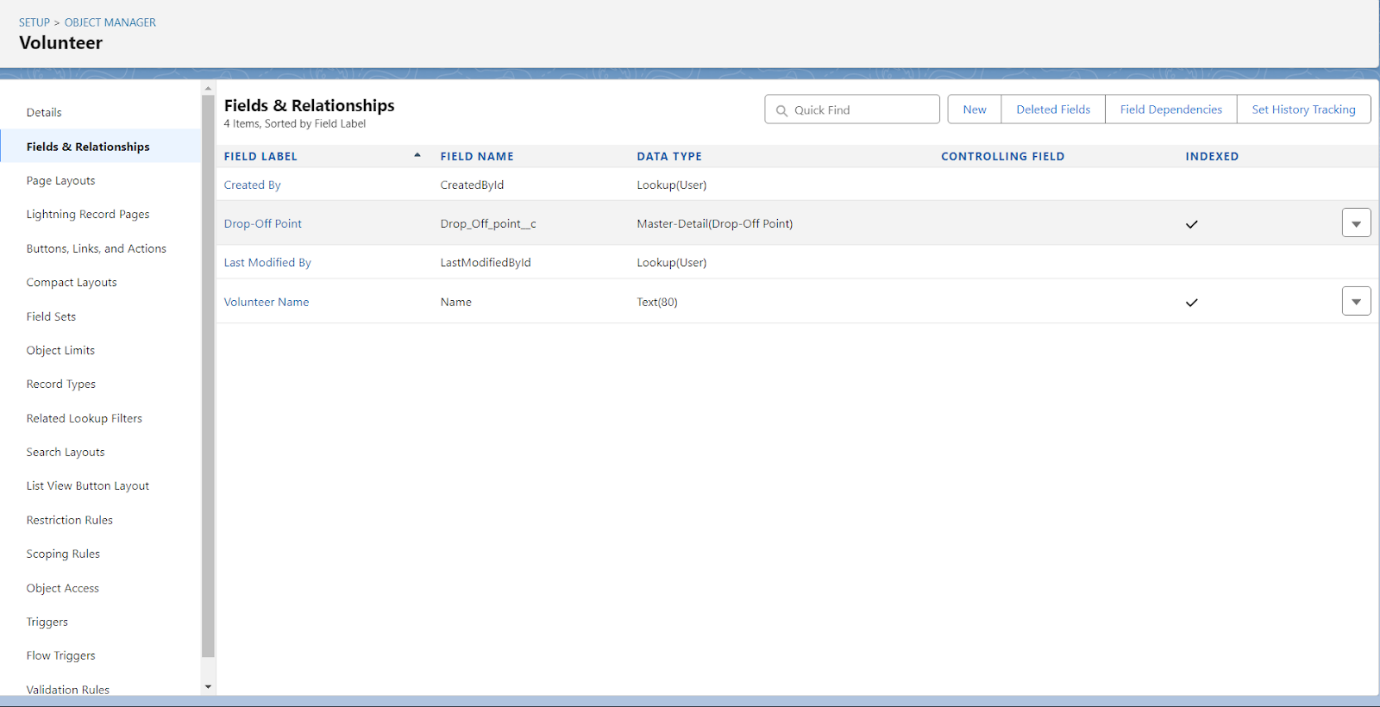 SETUP > OBJECT MANAGER
Volunteer
Details
Fields & Relationships
Page Layouts
Lightning Record Pages
Buttons, Links, and Actions
Compact Layouts
Field Sets
Object Limits
Record Types
Related Lookup Filters
Search Layouts
List View Button Layout
Restriction Rules
Scoping Rules
Object Access
Triggers
Flow Triggers
Validation Rules
Fields & Relationships
4 Items, Sorted by Field Label
Quick Find
New Deleted Fields Field Dependencies Set History Tracking
FIELD LABEL FIELD NAME DATA TYPE CONTROLLING FIELD INDEXED
Created By CreatedById Lookup(User)
Drop-Off Point Drop_Off_point__c Master-Detail(Drop-Off Point)
Last Modified By LastModifiedById Lookup(User)
Volunteer Name Name Text(80)